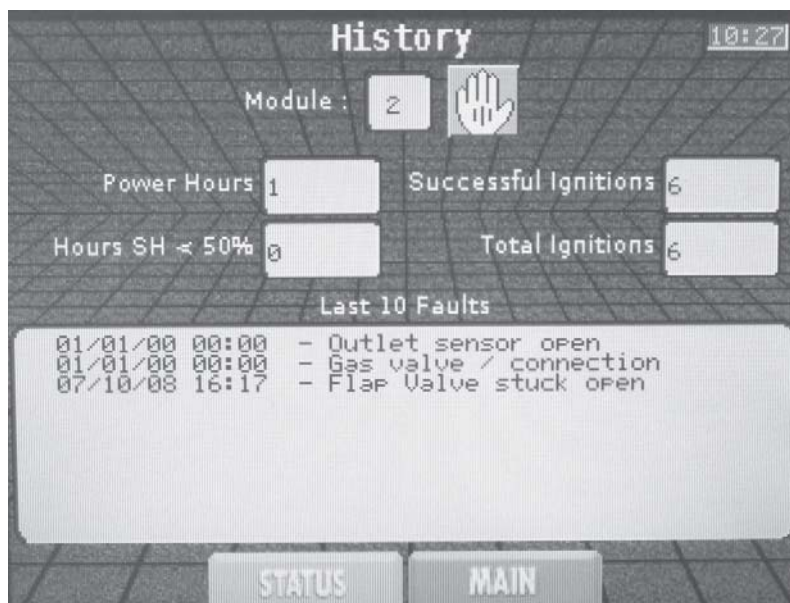 History
10:27
Module : 2
Power Hours 1
Successful Ignitions 6
Hours SH < 50% 0
Total Ignitions 6
Last 10 Faults
01/01/00 00:00 - Outlet sensor open
01/01/00 00:00 - Gas valve / connection
07/10/08 16:17 - Flap Valve stuck open
STATUS
MAIN